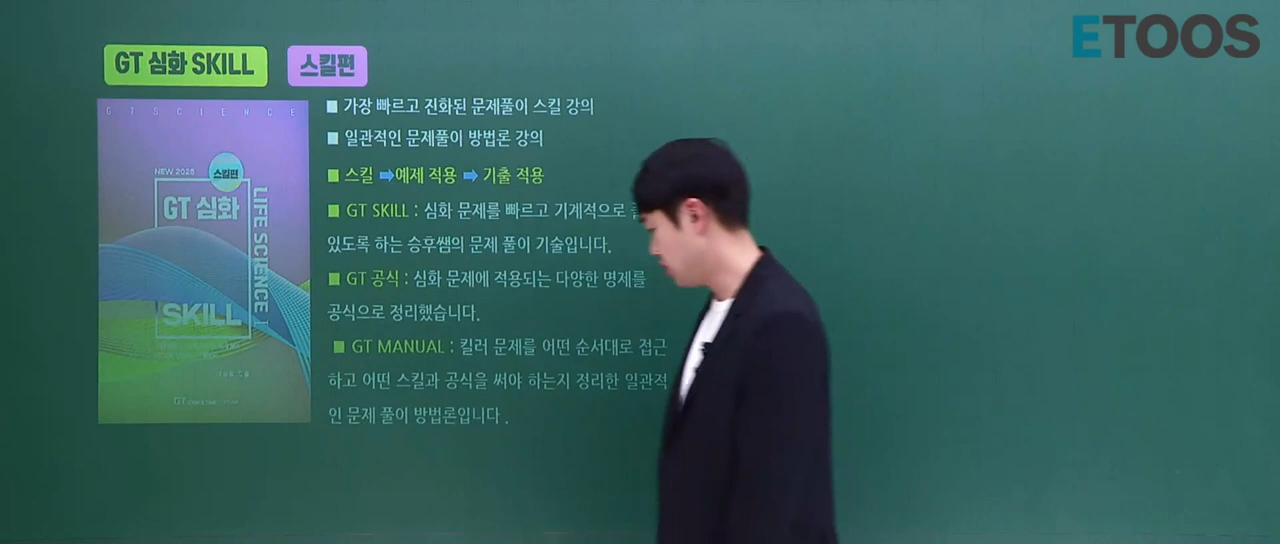 ETOOS
GT 심화 SKILL
스킬편
GTSCIENCE
NEW 2026
스킬편
GT 심화
LIFE SCIENCE I
SKILL
■ 가장 빠르고 진화된 문제풀이 스킬 강의
■ 일관적인 문제풀이 방법론 강의
■ 스킬 ➡예제 적용 ➡ 기출 적용
■ GT SKILL : 심화 문제를 빠르고 기계적으로
있도록 하는 승후쌤의 문제 풀이 기술입니다.
■ GT 공식 : 심화 문제에 적용되는 다양한 명제를
공식으로 정리했습니다.
■ GT MANUAL : 킬러 문제를 어떤 순서대로 접근
하고 어떤 스킬과 공식을 써야 하는지 정리한 일관적
인 문제 풀이 방법론입니다.